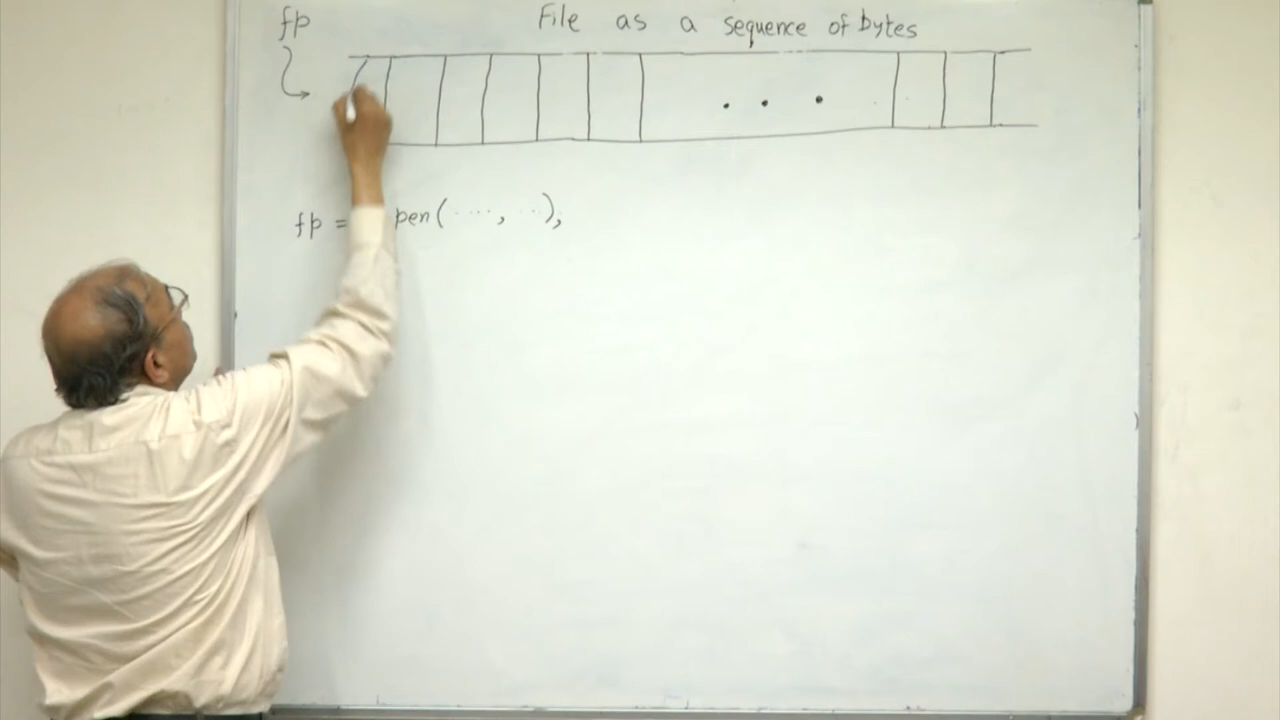 fp File as a sequence of bytes
fp = pen( ...., ...);